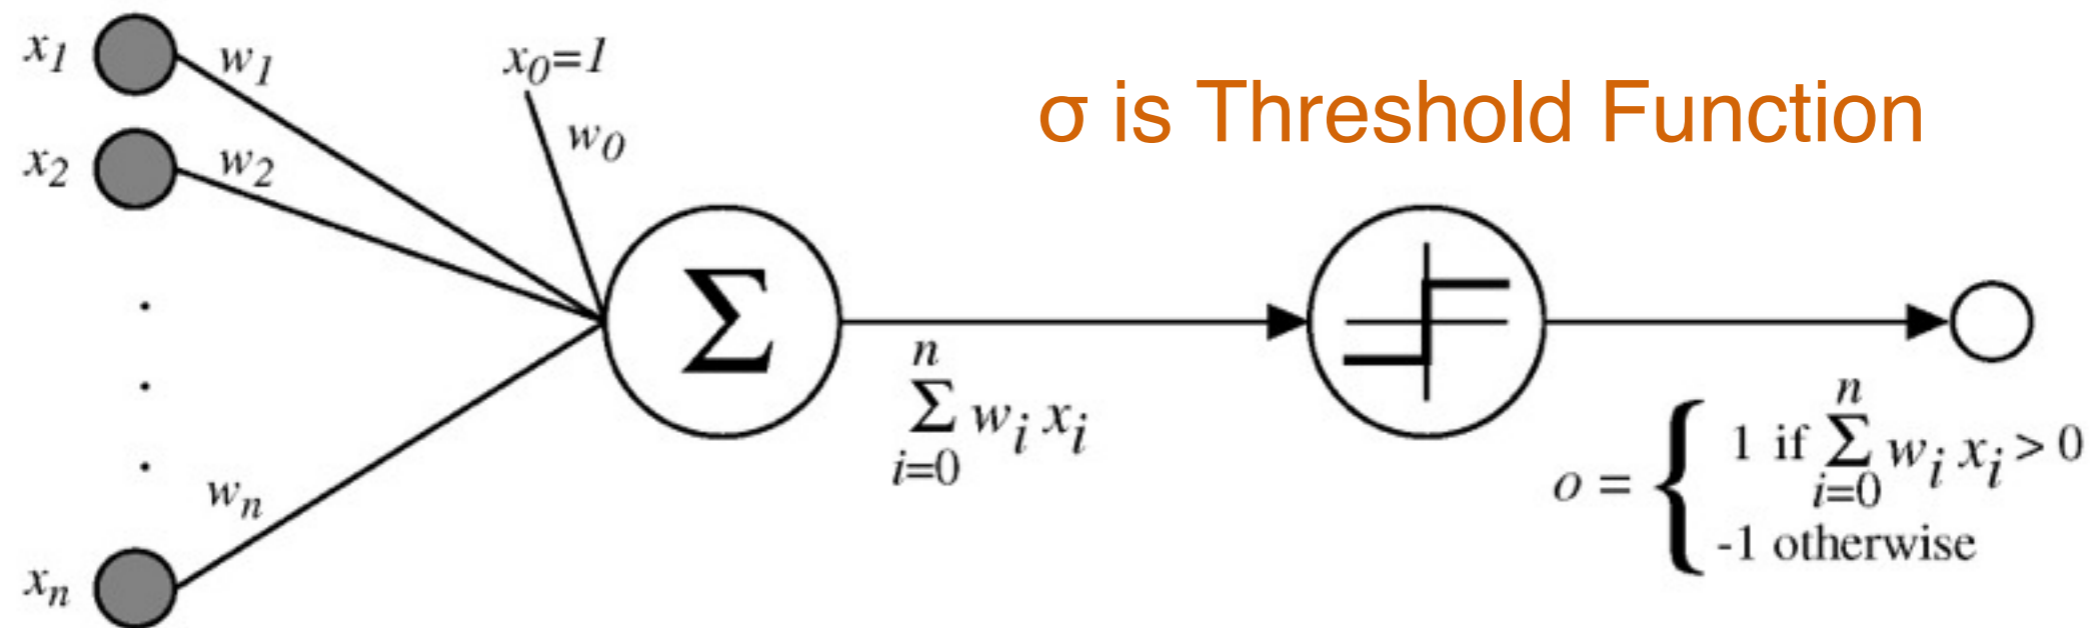 x1 w1
x0=1
σ is Threshold Function
w0
x2 w2
Σ
n
Σ wi xi
i=0
wn
xn
n
o = { 1 if Σ wi xi > 0
i=0
-1 otherwise